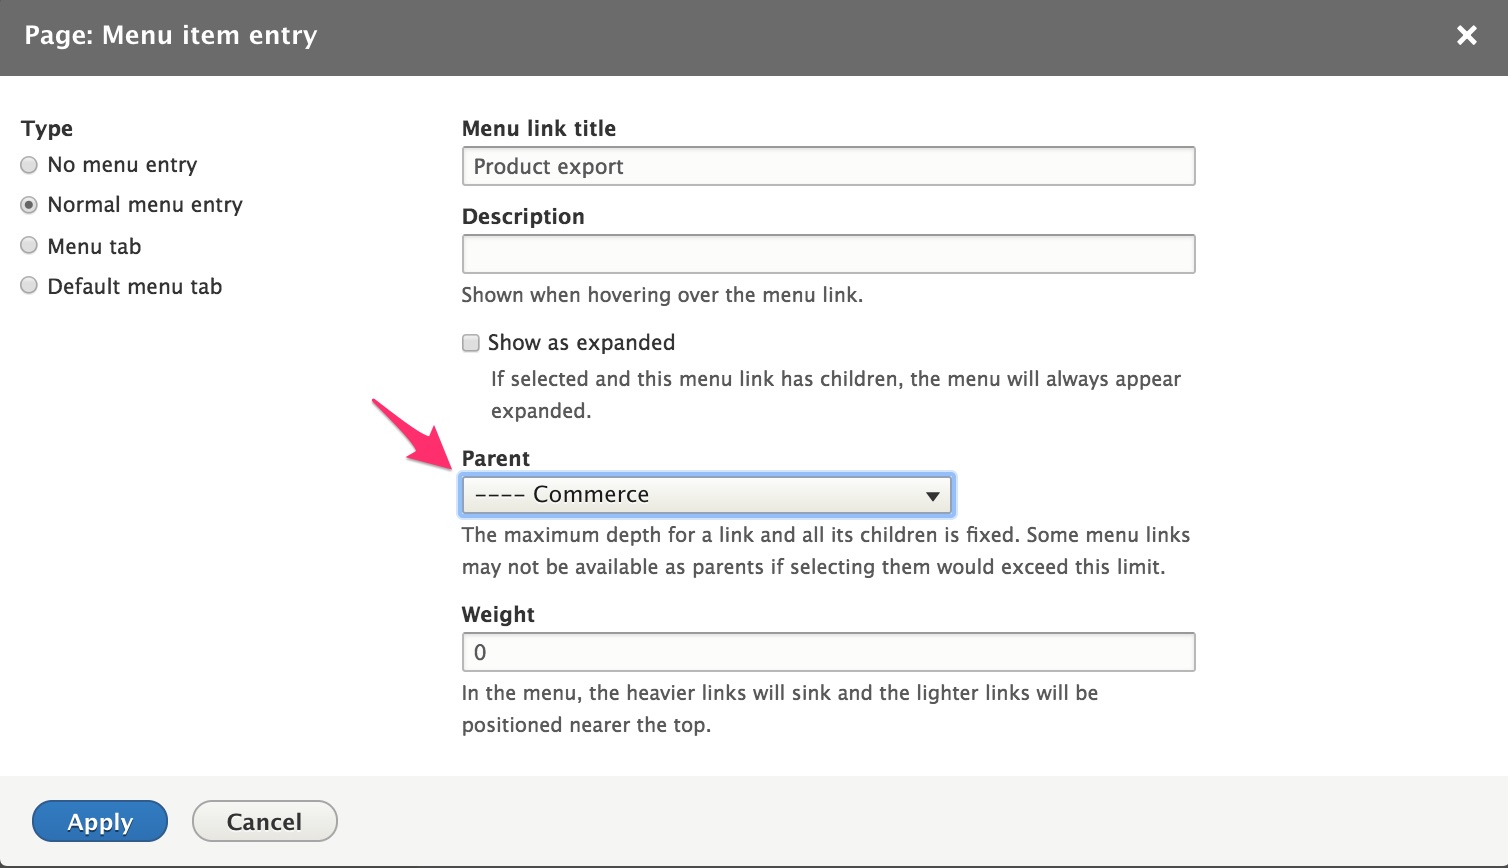 Page: Menu item entry
Type
No menu entry
Normal menu entry
Menu tab
Default menu tab
Menu link title
Product export
Description
Shown when hovering over the menu link.
Show as expanded
If selected and this menu link has children, the menu will always appear
expanded.
Parent
---- Commerce
The maximum depth for a link and all its children is fixed. Some menu links
may not be available as parents if selecting them would exceed this limit.
Weight
0
In the menu, the heavier links will sink and the lighter links will be
positioned nearer the top.
Apply
Cancel